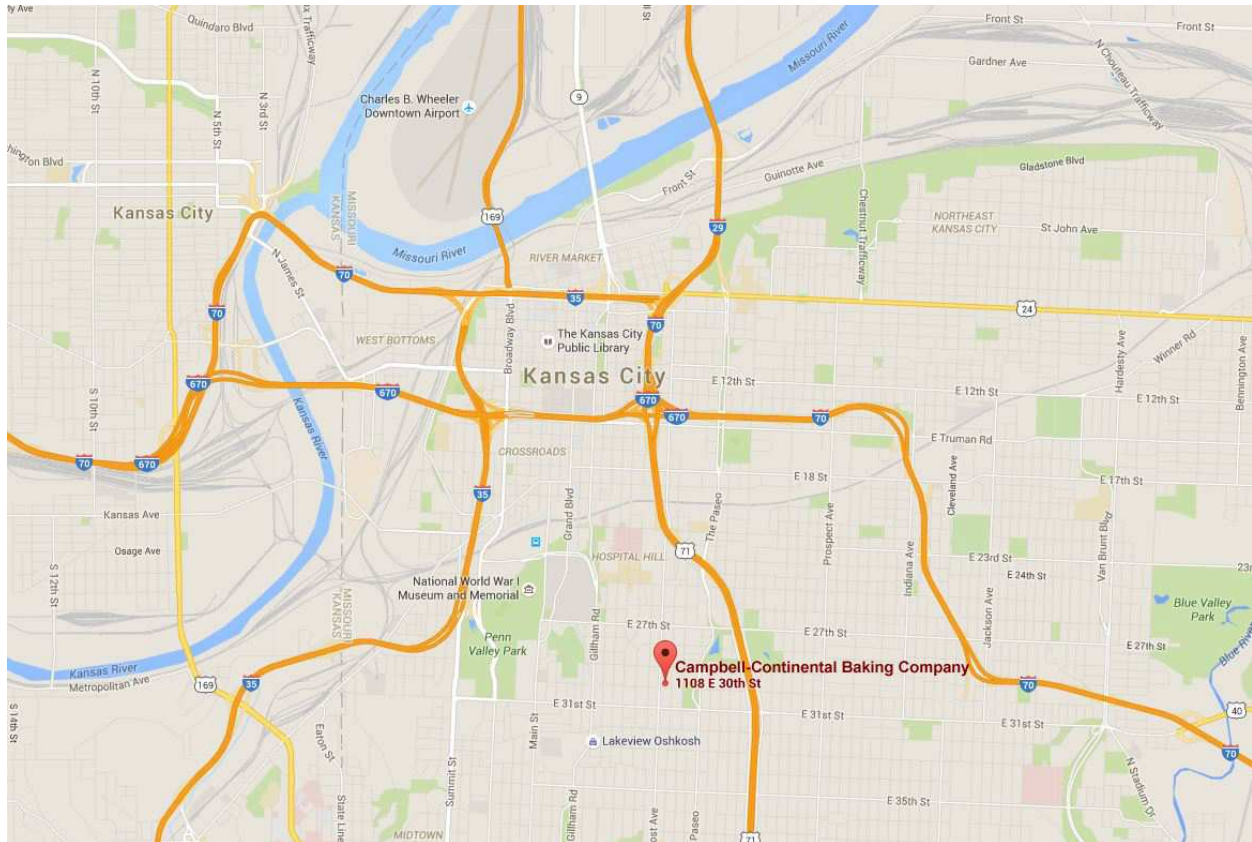 Quindaro Blvd
Front St
Front St
N Chouteau Trafficway
Gardner Ave
Missouri River
N 10th St
N 3rd St
N 5th St
9
Charles B. Wheeler
Downtown Airport
Guinotte Ave
Gladstone Blvd
Front St
MISSOURI
KANSAS
Kansas City
169
29
Chestnut Trafficway
NORTHEAST
KANSAS CITY
St John Ave
Missouri River
RIVER MARKET
N James St
70
35
70
24
70
WEST BOTTOMS
Broadway Blvd
The Kansas City
Public Library
Hardesty Ave
Winner Rd
Bennington Ave
Kansas City
670
670
E 12th St
E 12th St
S 10th St
670
670
70
Kansas River
E Truman Rd
CROSSROADS
70
670
35
E 18 St
E 17th St
Cleveland Ave
Kansas Ave
Grand Blvd
The Paseo
Prospect Ave
Van Brunt Blvd
Osage Ave
HOSPITAL HILL
71
Indiana Ave
E 23rd St
E 24th St
S 12th St
National World War I
Museum and Memorial
MISSOURI
KANSAS
Gillham Rd
Jackson Ave
Blue Valley
Park
E 27th St
E 27th St
E 27th St
Penn
Valley Park
Kansas River
Metropolitan Ave
169
35
Campbell-Continental Baking Company
1108 E 30th St
70
Blue River
40
S 14th St
Eaton St
Main St
E 31st St
E 31st St
E 31st St
Lakeview Oshkosh
70
Summit St
State Line
N Stadium Dr
Gillham Rd
Paseo
E 35th St
MIDTOWN
71